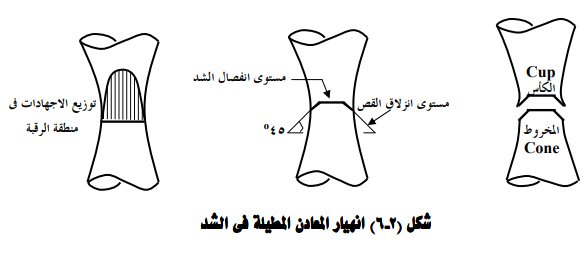 توزيع الاجهادات فى
منطقة الرقبة
مستوى انفصال الشد
مستوى انزلاق القص
°٤٥
Cup
الكأس
المخروط
Cone
شكل (٢-٦) انهيار المعادن المطيلة فى الشد